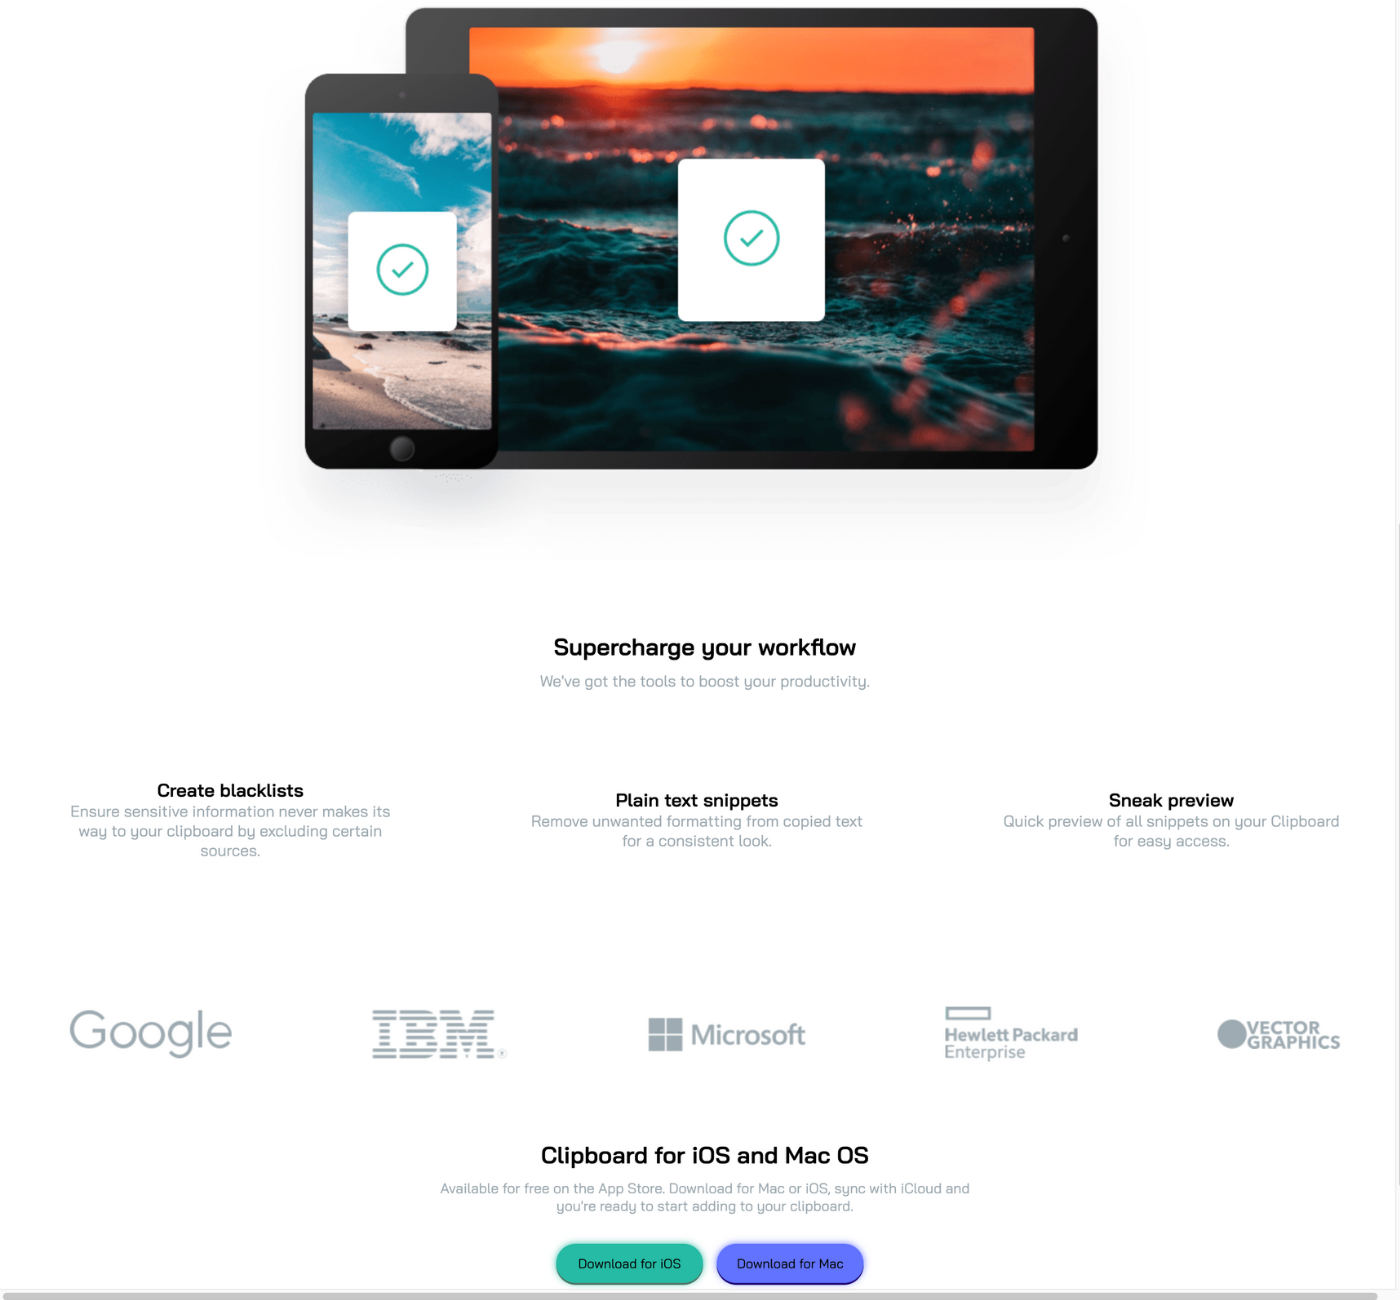 Supercharge your workflow
We've got the tools to boost your productivity.
Create blacklists
Ensure sensitive information never makes its
way to your clipboard by excluding certain
sources.
Plain text snippets
Remove unwanted formatting from copied text
for a consistent look.
Sneak preview
Quick preview of all snippets on your Clipboard
for easy access.
Google
IBM
Microsoft
Hewlett Packard
Enterprise
VECTOR
GRAPHICS
Clipboard for iOS and Mac OS
Available for free on the App Store. Download for Mac or iOS, sync with iCloud and
you're ready to start adding to your clipboard.
Download for iOS
Download for Mac